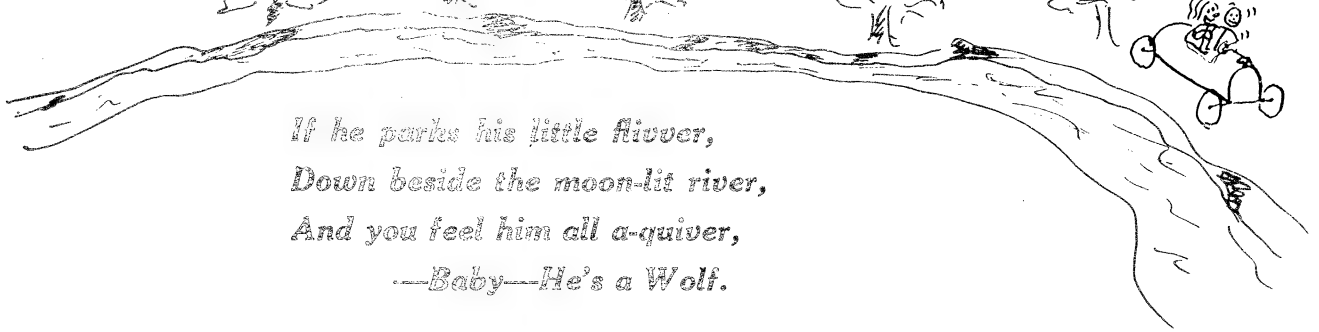 If he parks his little flivver,
Down beside the moon-lit river,
And you feel him all a-quiver,
—Baby—He's a Wolf.